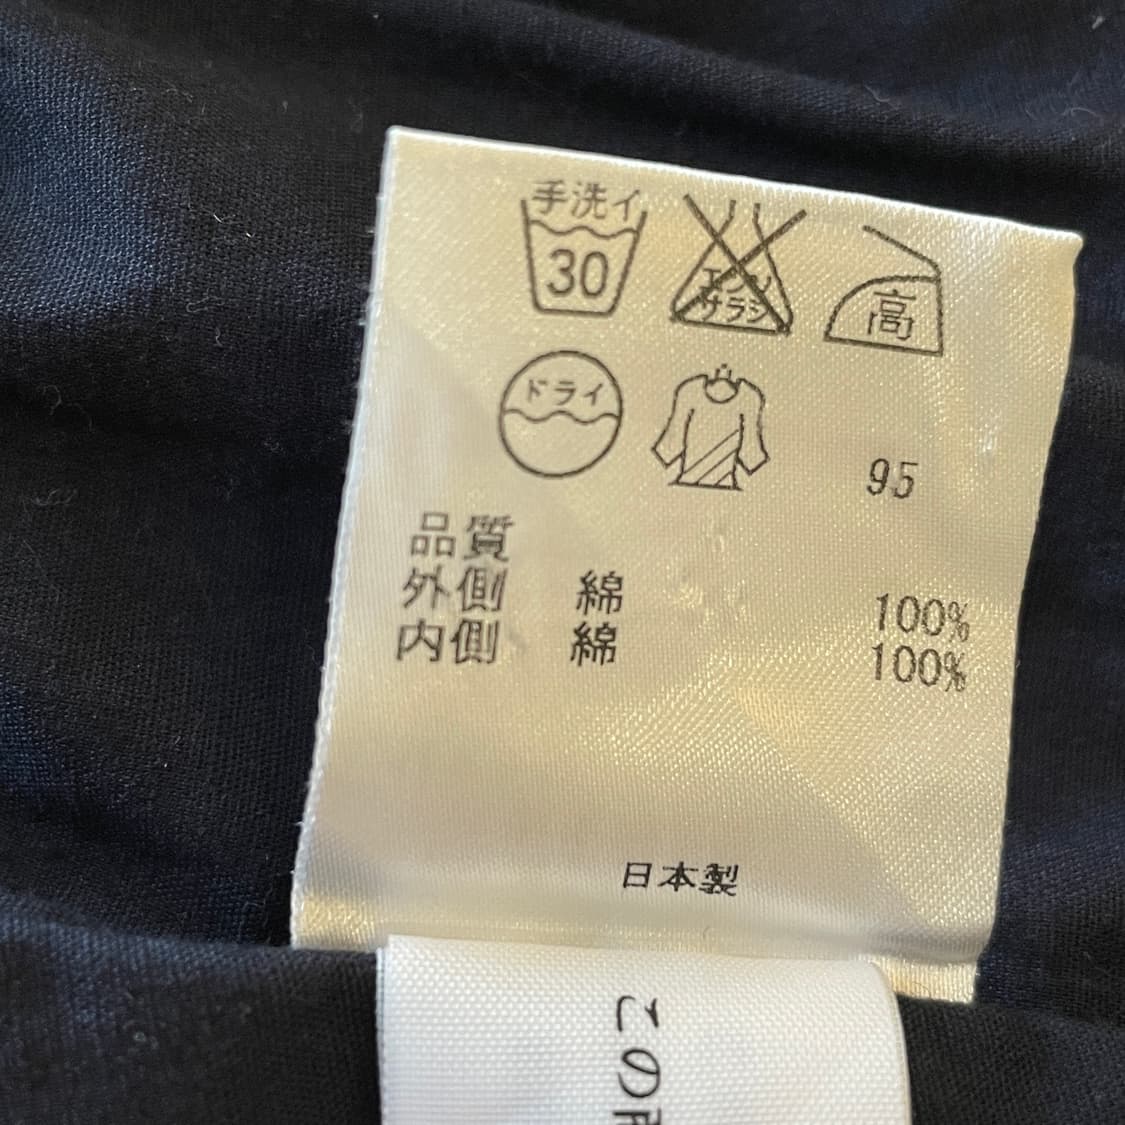 手洗イ
30
エンソ
サラシ
高
ドライ
95
品質
外側 綿 100%
内側 綿 100%
日本製
この